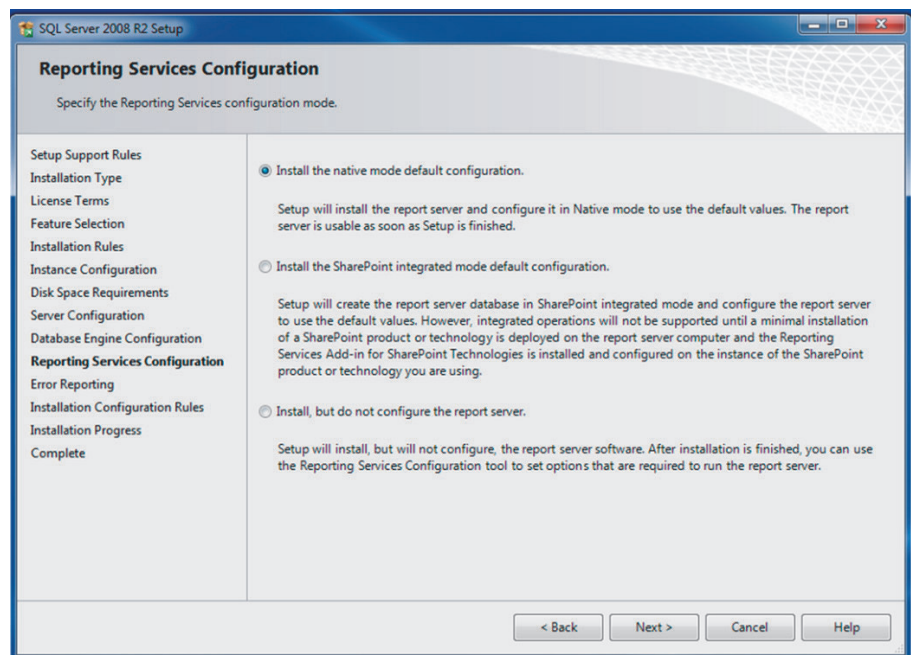 SQL Server 2008 R2 Setup
Reporting Services Configuration
Specify the Reporting Services configuration mode.
Setup Support Rules
Installation Type
License Terms
Feature Selection
Installation Rules
Instance Configuration
Disk Space Requirements
Server Configuration
Database Engine Configuration
Reporting Services Configuration
Error Reporting
Installation Configuration Rules
Installation Progress
Complete
Install the native mode default configuration.
Setup will install the report server and configure it in Native mode to use the default values. The report
server is usable as soon as Setup is finished.
Install the SharePoint integrated mode default configuration.
Setup will create the report server database in SharePoint integrated mode and configure the report server
to use the default values. However, integrated operations will not be supported until a minimal installation
of a SharePoint product or technology is deployed on the report server computer and the Reporting
Services Add-in for SharePoint Technologies is installed and configured on the instance of the SharePoint
product or technology you are using.
Install, but do not configure the report server.
Setup will install, but will not configure, the report server software. After installation is finished, you can use
the Reporting Services Configuration tool to set options that are required to run the report server.
< Back
Next >
Cancel
Help